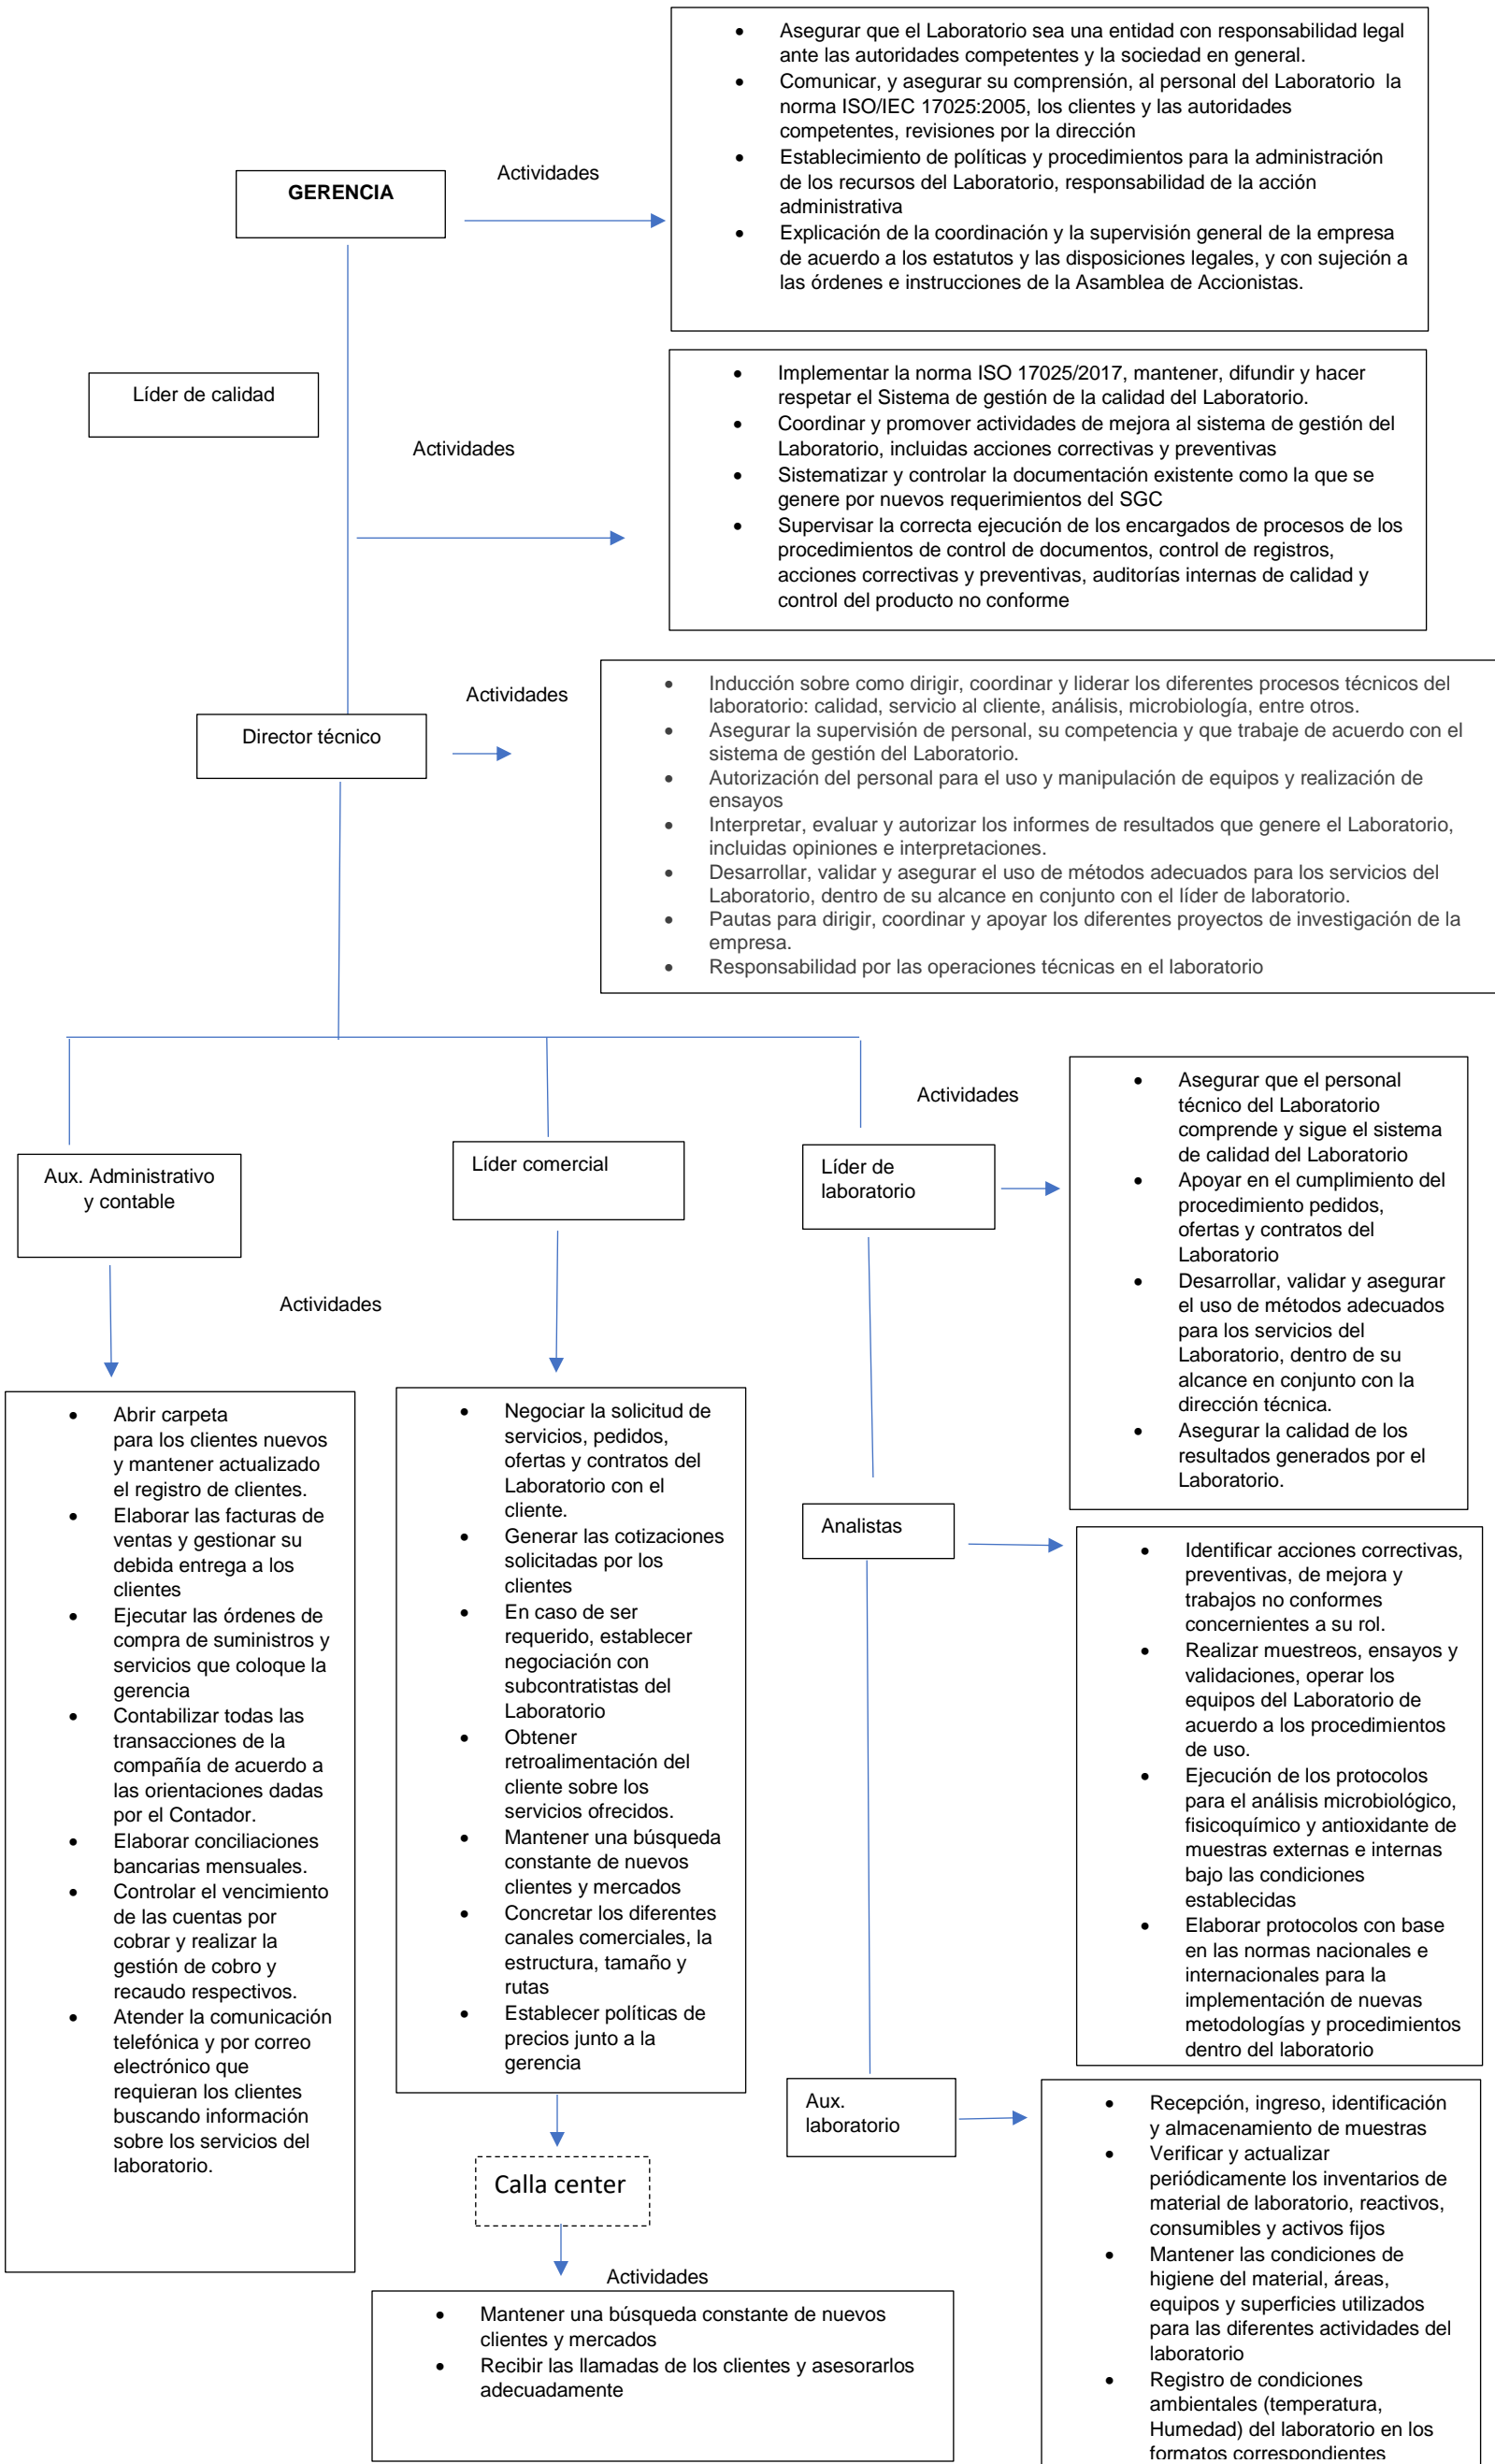 • Asegurar que el Laboratorio sea una entidad con responsabilidad legal
ante las autoridades competentes y la sociedad en general.
• Comunicar, y asegurar su comprensión, al personal del Laboratorio la
norma ISO/IEC 17025:2005, los clientes y las autoridades
competentes, revisiones por la dirección
• Establecimiento de políticas y procedimientos para la administración
de los recursos del Laboratorio, responsabilidad de la acción
administrativa
• Explicación de la coordinación y la supervisión general de la empresa
de acuerdo a los estatutos y las disposiciones legales, y con sujeción a
las órdenes e instrucciones de la Asamblea de Accionistas.
Actividades
GERENCIA
Líder de calidad
Actividades
• Implementar la norma ISO 17025/2017, mantener, difundir y hacer
respetar el Sistema de gestión de la calidad del Laboratorio.
• Coordinar y promover actividades de mejora al sistema de gestión del
Laboratorio, incluidas acciones correctivas y preventivas
• Sistematizar y controlar la documentación existente como la que se
genere por nuevos requerimientos del SGC
• Supervisar la correcta ejecución de los encargados de procesos de los
procedimientos de control de documentos, control de registros,
acciones correctivas y preventivas, auditorías internas de calidad y
control del producto no conforme
Actividades
Director técnico
• Inducción sobre como dirigir, coordinar y liderar los diferentes procesos técnicos del
laboratorio: calidad, servicio al cliente, análisis, microbiología, entre otros.
• Asegurar la supervisión de personal, su competencia y que trabaje de acuerdo con el
sistema de gestión del Laboratorio.
• Autorización del personal para el uso y manipulación de equipos y realización de
ensayos
• Interpretar, evaluar y autorizar los informes de resultados que genere el Laboratorio,
incluidas opiniones e interpretaciones.
• Desarrollar, validar y asegurar el uso de métodos adecuados para los servicios del
Laboratorio, dentro de su alcance en conjunto con el líder de laboratorio.
• Pautas para dirigir, coordinar y apoyar los diferentes proyectos de investigación de la
empresa.
• Responsabilidad por las operaciones técnicas en el laboratorio
Aux. Administrativo
y contable
Líder comercial
Actividades
Líder de
laboratorio
• Asegurar que el personal
técnico del Laboratorio
comprende y sigue el sistema
de calidad del Laboratorio
• Apoyar en el cumplimiento del
procedimiento pedidos,
ofertas y contratos del
Laboratorio
• Desarrollar, validar y asegurar
el uso de métodos adecuados
para los servicios del
Laboratorio, dentro de su
alcance en conjunto con la
dirección técnica.
• Asegurar la calidad de los
resultados generados por el
Laboratorio.
Actividades
• Abrir carpeta
para los clientes nuevos
y mantener actualizado
el registro de clientes.
• Elaborar las facturas de
ventas y gestionar su
debida entrega a los
clientes
• Ejecutar las órdenes de
compra de suministros y
servicios que coloque la
gerencia
• Contabilizar todas las
transacciones de la
compañía de acuerdo a
las orientaciones dadas
por el Contador.
• Elaborar conciliaciones
bancarias mensuales.
• Controlar el vencimiento
de las cuentas por
cobrar y realizar la
gestión de cobro y
recaudo respectivos.
• Atender la comunicación
telefónica y por correo
electrónico que
requieran los clientes
buscando información
sobre los servicios del
laboratorio.
• Negociar la solicitud de
servicios, pedidos,
ofertas y contratos del
Laboratorio con el
cliente.
• Generar las cotizaciones
solicitadas por los
clientes
• En caso de ser
requerido, establecer
negociación con
subcontratistas del
Laboratorio
• Obtener
retroalimentación del
cliente sobre los
servicios ofrecidos.
• Mantener una búsqueda
constante de nuevos
clientes y mercados
• Concretar los diferentes
canales comerciales, la
estructura, tamaño y
rutas
• Establecer políticas de
precios junto a la
gerencia
Analistas
• Identificar acciones correctivas,
preventivas, de mejora y
trabajos no conformes
concernientes a su rol.
• Realizar muestreos, ensayos y
validaciones, operar los
equipos del Laboratorio de
acuerdo a los procedimientos
de uso.
• Ejecución de los protocolos
para el análisis microbiológico,
fisicoquímico y antioxidante de
muestras externas e internas
bajo las condiciones
establecidas
• Elaborar protocolos con base
en las normas nacionales e
internacionales para la
implementación de nuevas
metodologías y procedimientos
dentro del laboratorio
Aux.
laboratorio
• Recepción, ingreso, identificación
y almacenamiento de muestras
• Verificar y actualizar
periódicamente los inventarios de
material de laboratorio, reactivos,
consumibles y activos fijos
• Mantener las condiciones de
higiene del material, áreas,
equipos y superficies utilizados
para las diferentes actividades del
laboratorio
• Registro de condiciones
ambientales (temperatura,
Humedad) del laboratorio en los
formatos correspondientes
Calla center
Actividades
• Mantener una búsqueda constante de nuevos
clientes y mercados
• Recibir las llamadas de los clientes y asesorarlos
adecuadamente